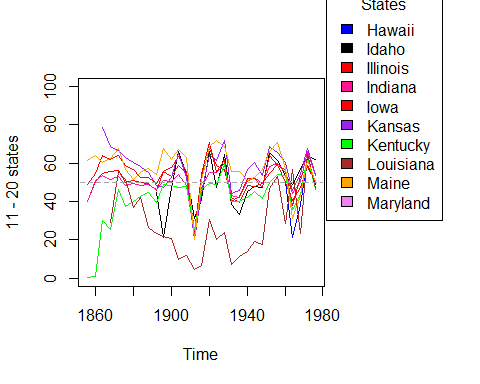 States
Hawaii
Idaho
Illinois
Indiana
Iowa
Kansas
Kentucky
Louisiana
Maine
Maryland
11 - 20 states
100
80
60
40
20
0
1860 1900 1940 1980
Time